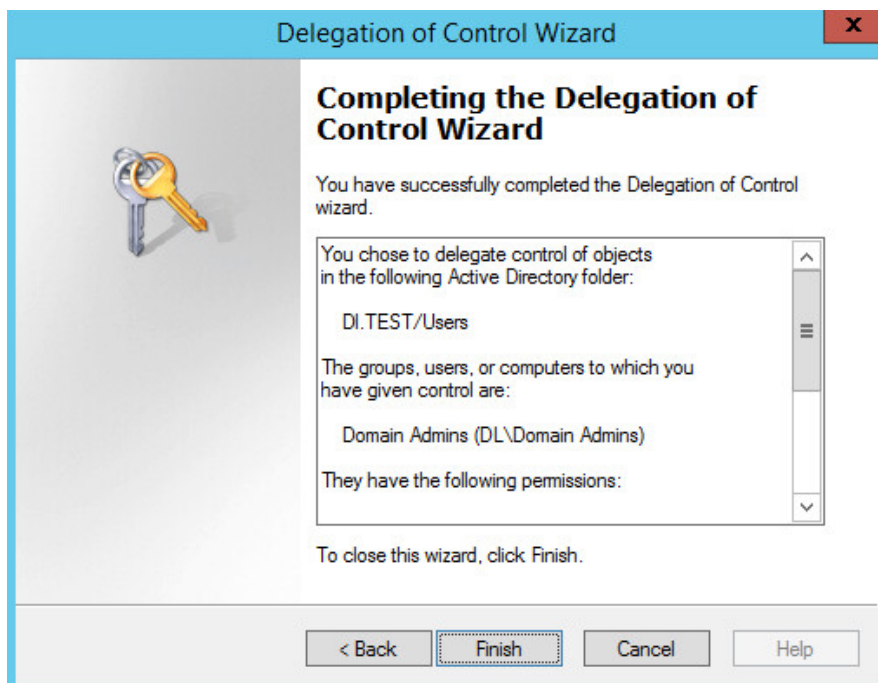 Delegation of Control Wizard
x
Completing the Delegation of
Control Wizard
You have successfully completed the Delegation of Control
wizard.
You chose to delegate control of objects
in the following Active Directory folder:
DI.TEST/Users
The groups, users, or computers to which you
have given control are:
Domain Admins (DL\Domain Admins)
They have the following permissions:
To close this wizard, click Finish.
< Back
Finish
Cancel
Help